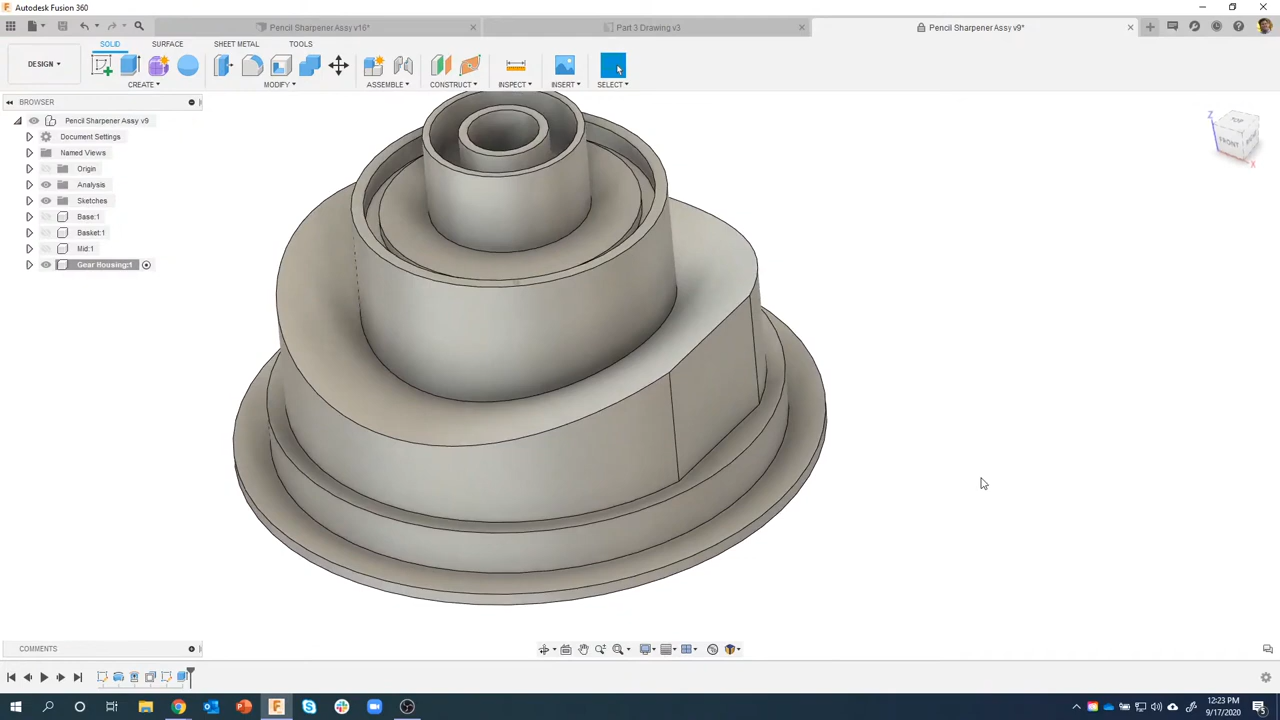 Autodesk Fusion 360
Pencil Sharpener Assy v16*
Part 3 Drawing v3
Pencil Sharpener Assy v9*
SOLID
SURFACE
SHEET METAL
TOOLS
DESIGN
CREATE
MODIFY
ASSEMBLE
CONSTRUCT
INSPECT
INSERT
SELECT
BROWSER
Pencil Sharpener Assy v9
Document Settings
Named Views
Origin
Analysis
Sketches
Base:1
Basket:1
Mid:1
Gear Housing:1
Z
TOP
FRONT
X
COMMENTS
12:23 PM
9/17/2020
5